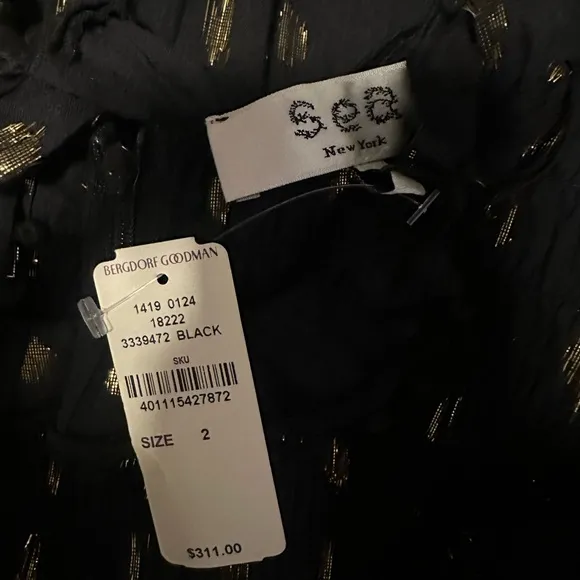 Sea
New York
BERGDORF GOODMAN
1419 0124
18222
3339472 BLACK
SKU
401115427872
SIZE 2
$311.00